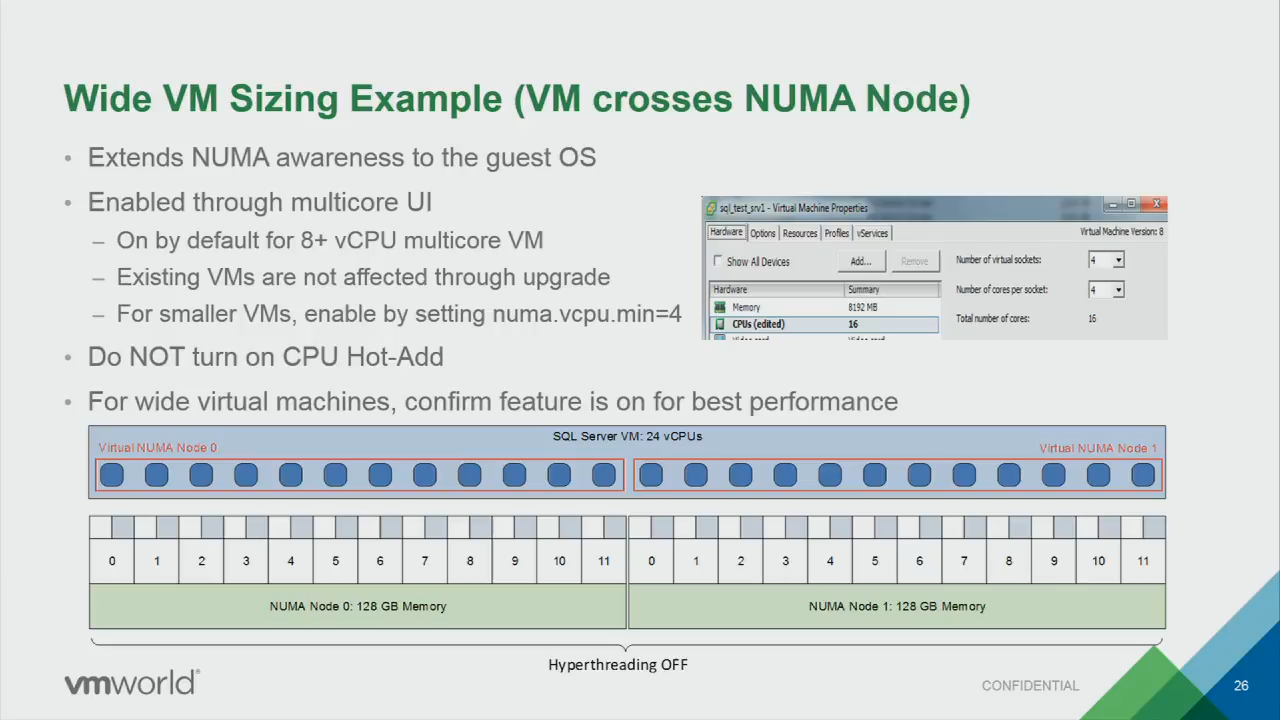 Wide VM Sizing Example (VM crosses NUMA Node)
• Extends NUMA awareness to the guest OS
• Enabled through multicore UI
– On by default for 8+ vCPU multicore VM
– Existing VMs are not affected through upgrade
– For smaller VMs, enable by setting numa.vcpu.min=4
• Do NOT turn on CPU Hot-Add
• For wide virtual machines, confirm feature is on for best performance
sql_test_srv1 - Virtual Machine Properties
Hardware Options Resources Profiles vServices Virtual Machine Version: 8
Show All Devices Add... Remove
Number of virtual sockets: 4
Number of cores per socket: 4
Total number of cores: 16
Hardware Summary
Memory 8192 MB
CPUs (edited) 16
Video card Video card
SQL Server VM: 24 vCPUs
Virtual NUMA Node 0 Virtual NUMA Node 1
0 1 2 3 4 5 6 7 8 9 10 11 0 1 2 3 4 5 6 7 8 9 10 11
NUMA Node 0: 128 GB Memory NUMA Node 1: 128 GB Memory
Hyperthreading OFF
vmworld®
CONFIDENTIAL 26